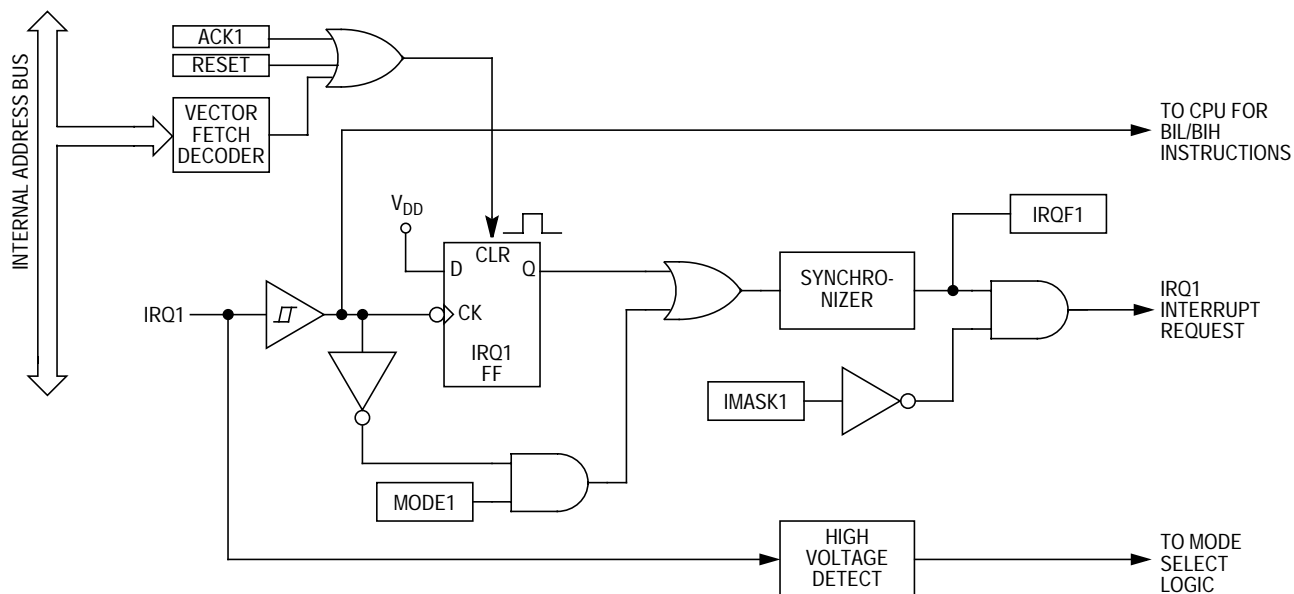 INTERNAL ADDRESS BUS
ACK1
RESET
VECTOR
FETCH
DECODER
TO CPU FOR
BIL/BIH
INSTRUCTIONS
VDD
IRQF1
CLR
D
Q
SYNCHRO-
NIZER
IRQ1
CK
IRQ1
FF
IRQ1
INTERRUPT
REQUEST
IMASK1
MODE1
HIGH
VOLTAGE
DETECT
TO MODE
SELECT
LOGIC